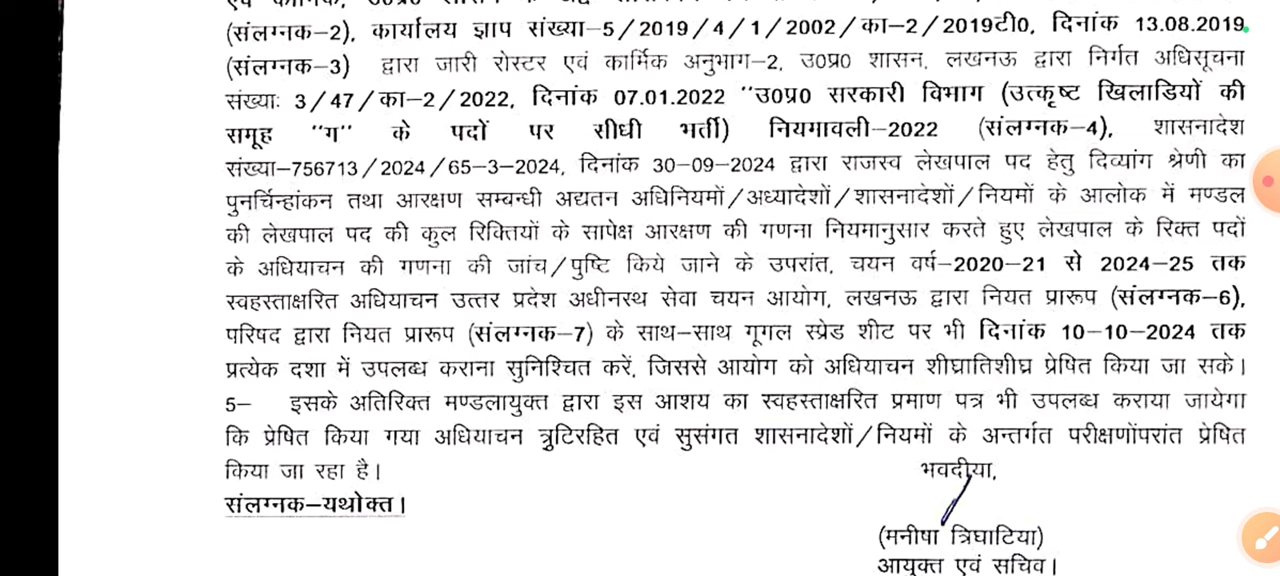 (संलग्नक-2), कार्यालय ज्ञाप संख्या-5/2019/4/1/2002/का-2/2019टी0, दिनांक 13.08.2019
(संलग्नक-3) द्वारा जारी रोस्टर एवं कार्मिक अनुभाग-2, उ0प्र0 शासन, लखनऊ द्वारा निर्गत अधिसूचना
संख्याः 3/47/का-2/2022, दिनांक 07.01.2022 "उ0प्र0 सरकारी विभाग (उत्कृष्ट खिलाडियों की
समूह "ग" के पदों पर सीधी भर्ती) नियमावली-2022 (संलग्नक-4), शासनादेश
संख्या-756713/2024/65-3-2024, दिनांक 30-09-2024 द्वारा राजस्व लेखपाल पद हेतु दिव्यांग श्रेणी का
पुनर्चिन्हांकन तथा आरक्षण सम्बन्धी अद्यतन अधिनियमों/अध्यादेशों/शासनादेशों/नियमों के आलोक में मण्डल
की लेखपाल पद की कुल रिक्तियों के सापेक्ष आरक्षण की गणना नियमानुसार करते हुए लेखपाल के रिक्त पदों
के अधियाचन की गणना की जांच/पुष्टि किये जाने के उपरांत, चयन वर्ष-2020-21 से 2024-25 तक
स्वहस्ताक्षरित अधियाचन उत्तर प्रदेश अधीनस्थ सेवा चयन आयोग, लखनऊ द्वारा नियत प्रारूप (संलग्नक-6),
परिषद द्वारा नियत प्रारूप (संलग्नक-7) के साथ-साथ गूगल स्प्रेड शीट पर भी दिनांक 10-10-2024 तक
प्रत्येक दशा में उपलब्ध कराना सुनिश्चित करें, जिससे आयोग को अधियाचन शीघ्रातिशीघ्र प्रेषित किया जा सके।
5- इसके अतिरिक्त मण्डलायुक्त द्वारा इस आशय का स्वहस्ताक्षरित प्रमाण पत्र भी उपलब्ध कराया जायेगा
कि प्रेषित किया गया अधियाचन त्रुटिरहित एवं सुसंगत शासनादेशों/नियमों के अन्तर्गत परीक्षणोंपरांत प्रेषित
किया जा रहा है।
भवदीया,
संलग्नक-यथोक्त।
(मनीषा त्रिघाटिया)
आयुक्त एवं सचिव।